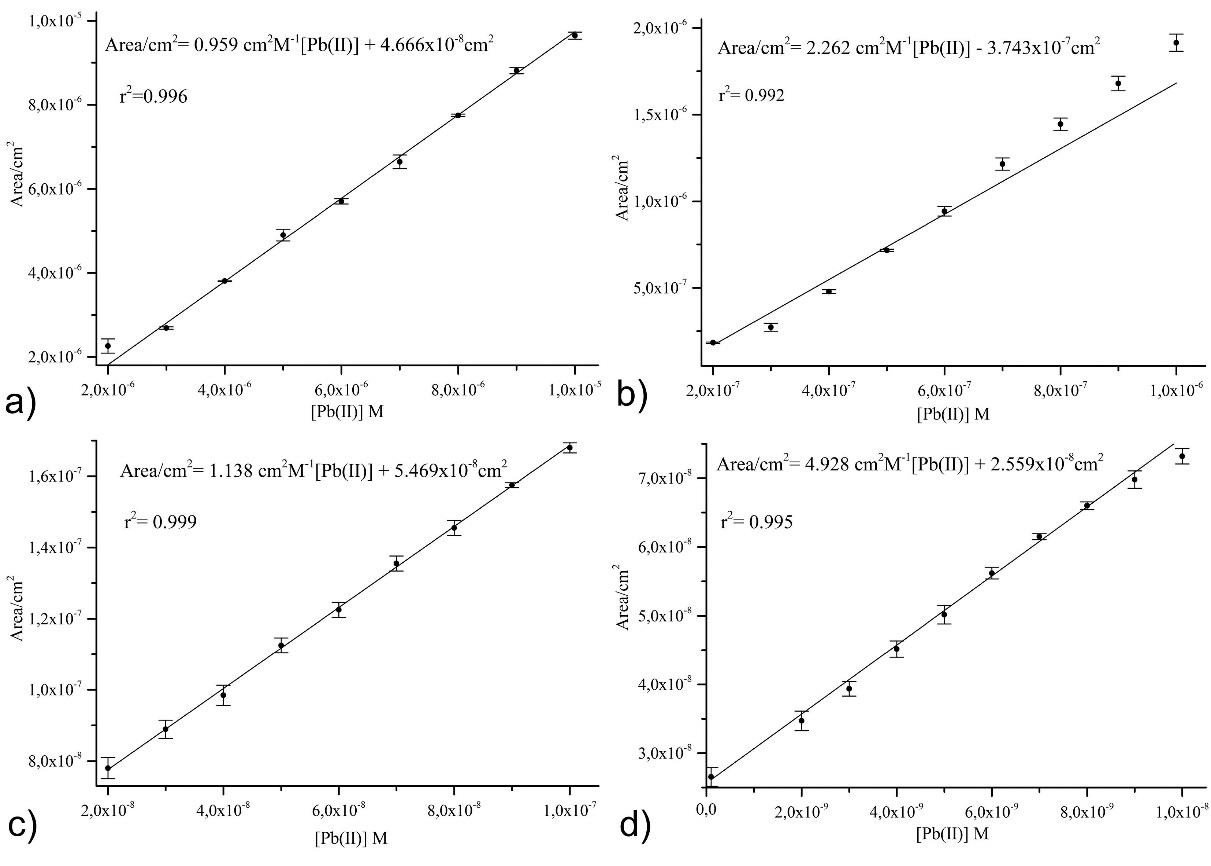 Area/cm²= 0.959 cm²M⁻¹[Pb(II)] + 4.666x10⁻⁸cm²
r²=0.996
1,0x10⁻⁵
8,0x10⁻⁶
6,0x10⁻⁶
4,0x10⁻⁶
2,0x10⁻⁶
Area/cm²
2,0x10⁻⁶ 4,0x10⁻⁶ 6,0x10⁻⁶ 8,0x10⁻⁶ 1,0x10⁻⁵
[Pb(II)] M
a)
Area/cm²= 2.262 cm²M⁻¹[Pb(II)] - 3.743x10⁻⁷cm²
r²= 0.992
2,0x10⁻⁶
1,5x10⁻⁶
1,0x10⁻⁶
5,0x10⁻⁷
Area/cm²
2,0x10⁻⁷ 4,0x10⁻⁷ 6,0x10⁻⁷ 8,0x10⁻⁷ 1,0x10⁻⁶
[Pb(II)] M
b)
Area/cm²= 1.138 cm²M⁻¹[Pb(II)] + 5.469x10⁻⁸cm²
r²= 0.999
1,6x10⁻⁷
1,4x10⁻⁷
1,2x10⁻⁷
1,0x10⁻⁷
8,0x10⁻⁸
Area/cm²
2,0x10⁻⁸ 4,0x10⁻⁸ 6,0x10⁻⁸ 8,0x10⁻⁸ 1,0x10⁻⁷
[Pb(II)] M
c)
Area/cm²= 4.928 cm²M⁻¹[Pb(II)] + 2.559x10⁻⁸cm²
r²= 0.995
7,0x10⁻⁸
6,0x10⁻⁸
5,0x10⁻⁸
4,0x10⁻⁸
3,0x10⁻⁸
Area/cm²
0,0 2,0x10⁻⁹ 4,0x10⁻⁹ 6,0x10⁻⁹ 8,0x10⁻⁹ 1,0x10⁻⁸
[Pb(II)] M
d)